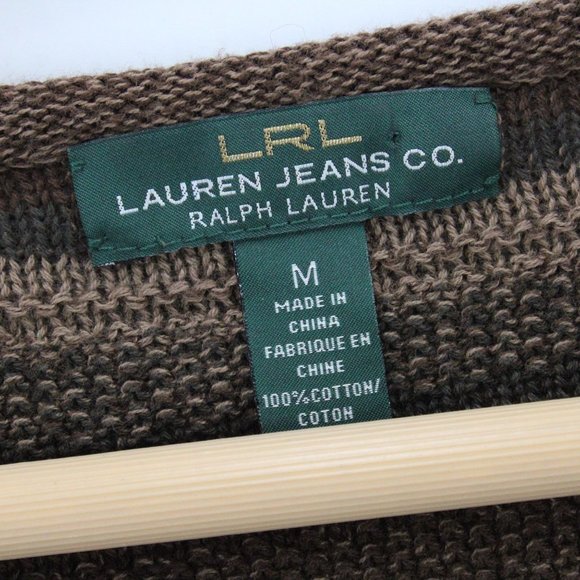 LRL
LAUREN JEANS CO.
RALPH LAUREN
M
MADE IN
CHINA
FABRIQUE EN
CHINE
100%COTTON/
COTON